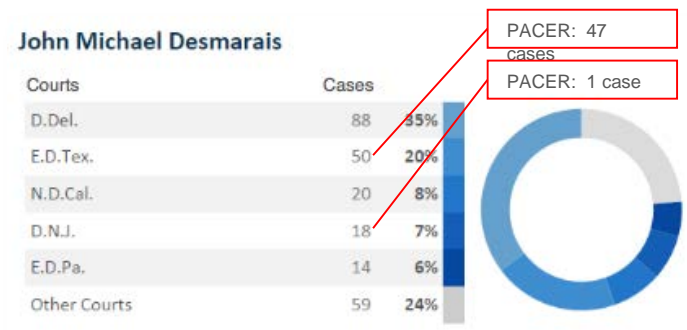 John Michael Desmarais
PACER: 47
cases
PACER: 1 case
Courts Cases
D.Del. 88 35%
E.D.Tex. 50 20%
N.D.Cal. 20 8%
D.N.J. 18 7%
E.D.Pa. 14 6%
Other Courts 59 24%